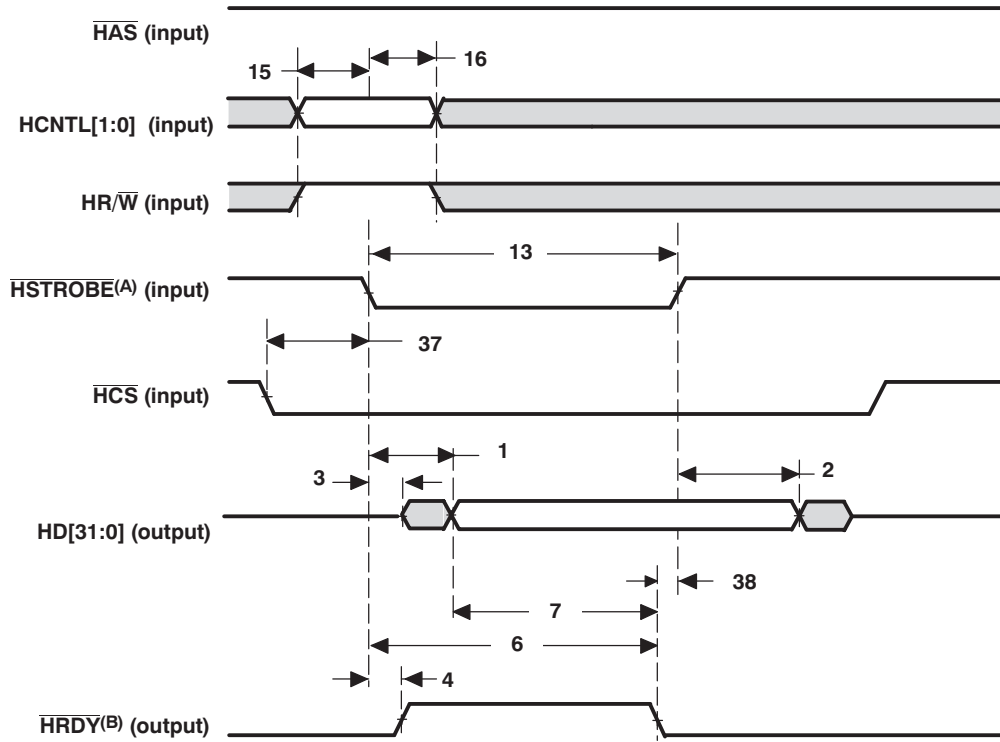 HAS (input)
15
16
HCNTL[1:0] (input)
HR/W (input)
13
HSTROBE(A) (input)
37
HCS (input)
1
3
2
HD[31:0] (output)
38
7
6
4
HRDY(B) (output)